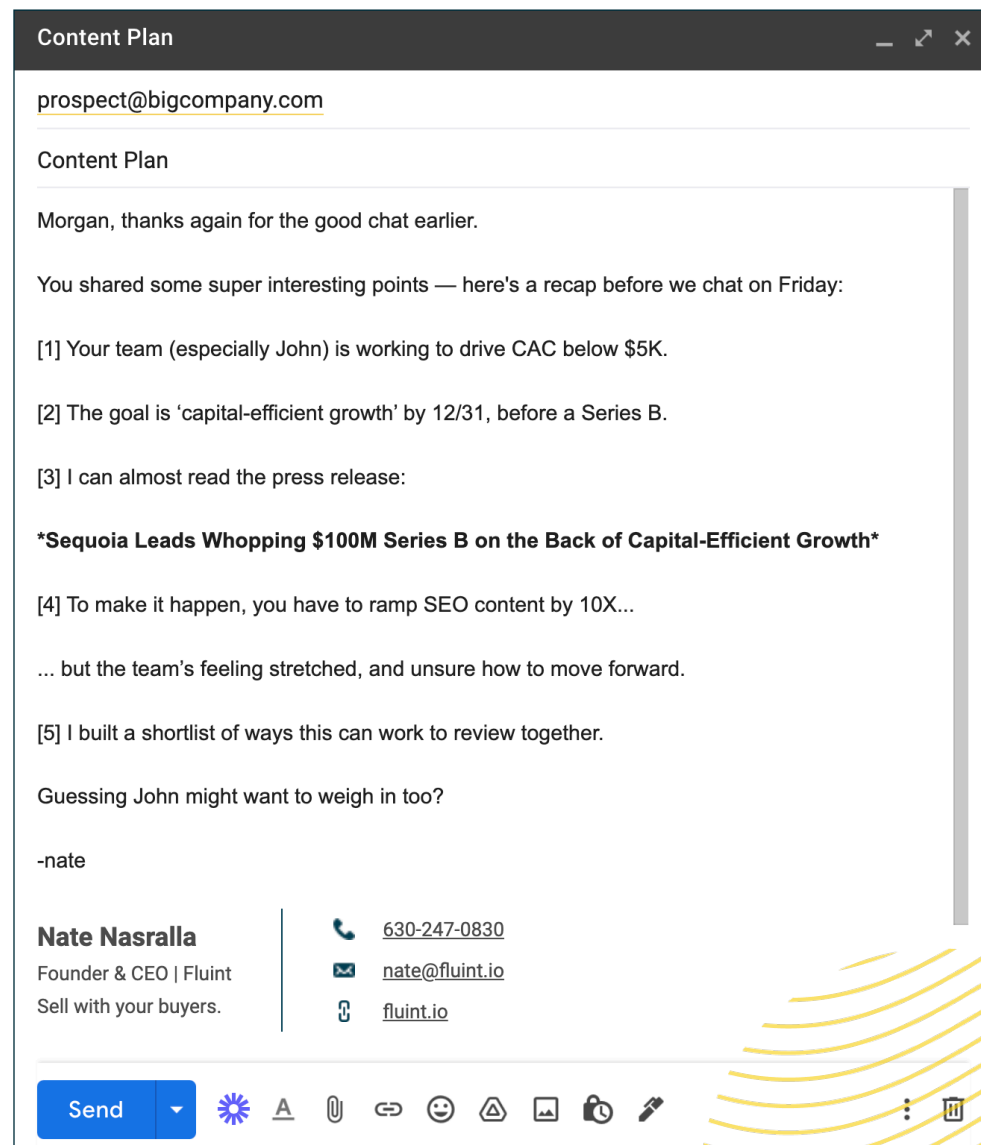 Content Plan
prospect@bigcompany.com
Content Plan
Morgan, thanks again for the good chat earlier.
You shared some super interesting points — here's a recap before we chat on Friday:
[1] Your team (especially John) is working to drive CAC below $5K.
[2] The goal is ‘capital-efficient growth’ by 12/31, before a Series B.
[3] I can almost read the press release:
*Sequoia Leads Whopping $100M Series B on the Back of Capital-Efficient Growth*
[4] To make it happen, you have to ramp SEO content by 10X...
... but the team’s feeling stretched, and unsure how to move forward.
[5] I built a shortlist of ways this can work to review together.
Guessing John might want to weigh in too?
-nate
Nate Nasralla
Founder & CEO | Fluint
Sell with your buyers.
630-247-0830
nate@fluint.io
fluint.io
Send